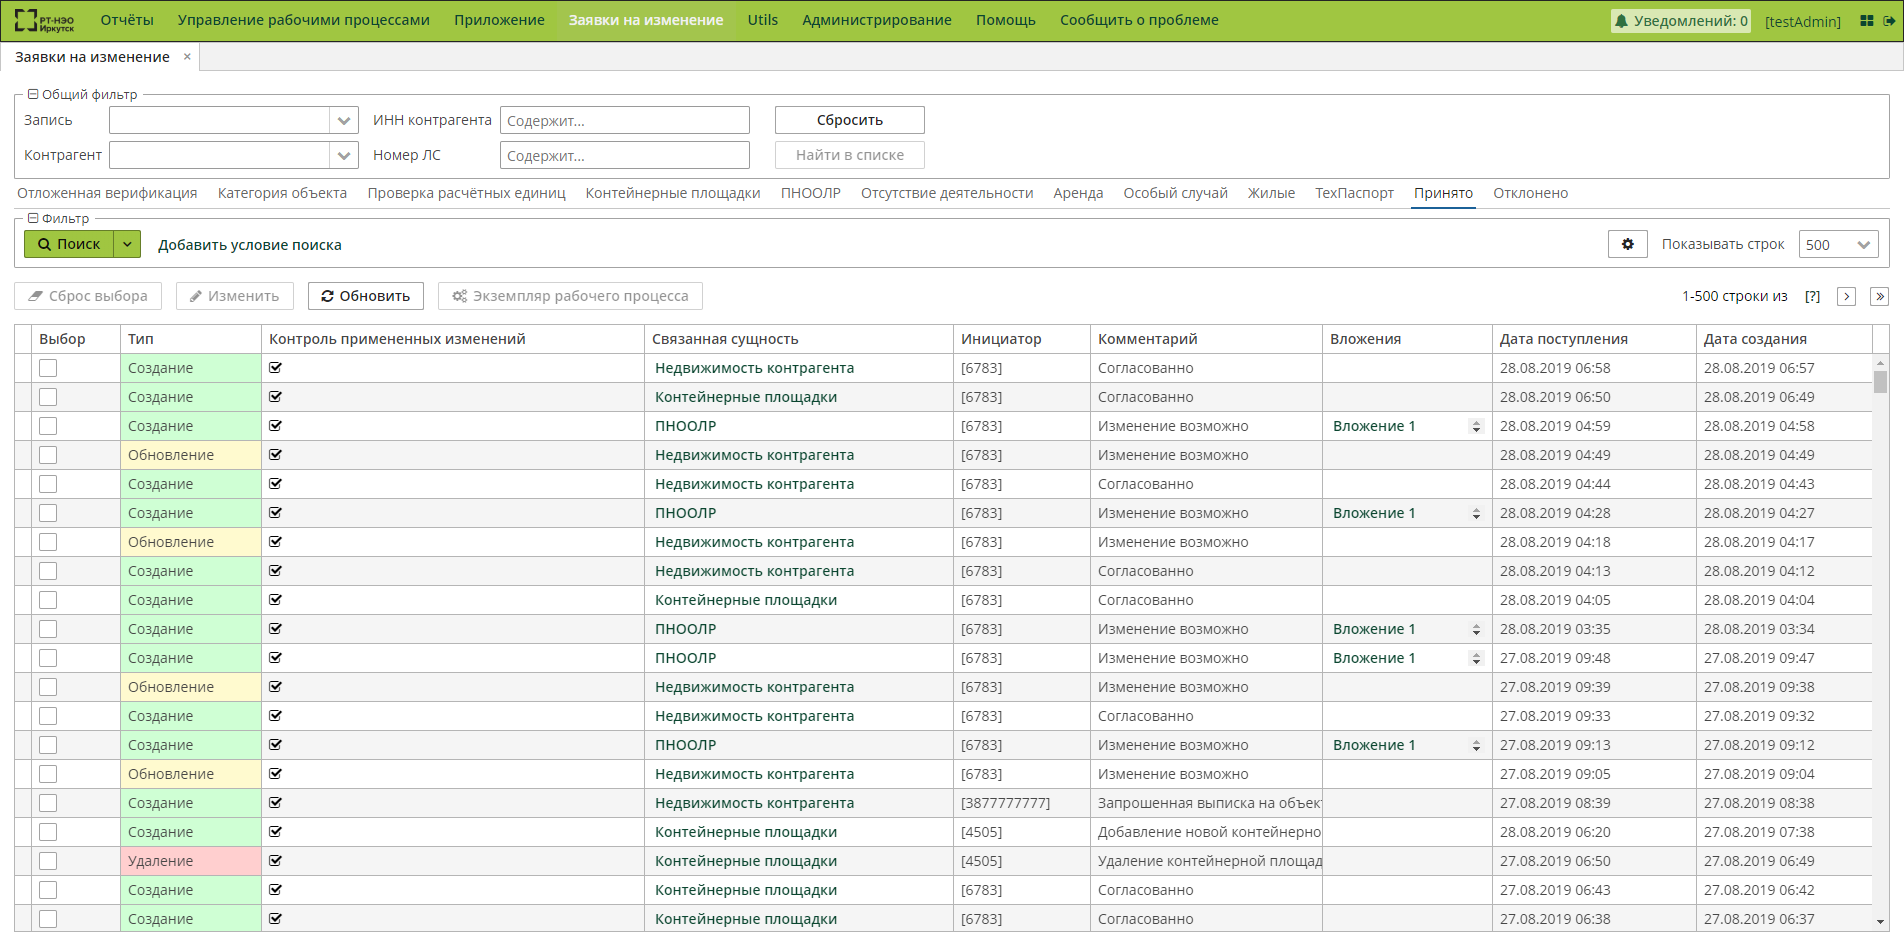 РТ-НЭО Иркутск Отчёты Управление рабочими процессами Приложение Заявки на изменение Utils Администрирование Помощь Сообщить о проблеме Уведомлений: 0 [testAdmin]
Заявки на изменение ×
Общий фильтр
Запись ИНН контрагента Содержит... Сбросить
Контрагент Номер ЛС Содержит... Найти в списке
Отложенная верификация Категория объекта Проверка расчётных единиц Контейнерные площадки ПНООЛР Отсутствие деятельности Аренда Особый случай Жилые ТехПаспорт Принято Отклонено
Фильтр
Поиск Добавить условие поиска Показывать строк 500
Сброс выбора Изменить Обновить Экземпляр рабочего процесса 1-500 строки из [?]
Выбор Тип Контроль примененных изменений Связанная сущность Инициатор Комментарий Вложения Дата поступления Дата создания
Создание Недвижимость контрагента [6783] Согласованно 28.08.2019 06:58 28.08.2019 06:57
Создание Контейнерные площадки [6783] Согласованно 28.08.2019 06:50 28.08.2019 06:49
Создание ПНООЛР [6783] Изменение возможно Вложение 1 28.08.2019 04:59 28.08.2019 04:58
Обновление Недвижимость контрагента [6783] Изменение возможно 28.08.2019 04:49 28.08.2019 04:49
Создание Недвижимость контрагента [6783] Согласованно 28.08.2019 04:44 28.08.2019 04:43
Создание ПНООЛР [6783] Изменение возможно Вложение 1 28.08.2019 04:28 28.08.2019 04:27
Обновление Недвижимость контрагента [6783] Изменение возможно 28.08.2019 04:18 28.08.2019 04:17
Создание Недвижимость контрагента [6783] Согласованно 28.08.2019 04:13 28.08.2019 04:12
Создание Контейнерные площадки [6783] Согласованно 28.08.2019 04:05 28.08.2019 04:04
Создание ПНООЛР [6783] Изменение возможно Вложение 1 28.08.2019 03:35 28.08.2019 03:34
Создание ПНООЛР [6783] Изменение возможно Вложение 1 27.08.2019 09:48 27.08.2019 09:47
Обновление Недвижимость контрагента [6783] Изменение возможно 27.08.2019 09:39 27.08.2019 09:38
Создание Недвижимость контрагента [6783] Согласованно 27.08.2019 09:33 27.08.2019 09:32
Создание ПНООЛР [6783] Изменение возможно Вложение 1 27.08.2019 09:13 27.08.2019 09:12
Обновление Недвижимость контрагента [6783] Изменение возможно 27.08.2019 09:05 27.08.2019 09:04
Создание Недвижимость контрагента [3877777777] Запрошенная выписка на объек 27.08.2019 08:39 27.08.2019 08:38
Создание Контейнерные площадки [4505] Добавление новой контейнерно 28.08.2019 06:20 27.08.2019 07:38
Удаление Контейнерные площадки [4505] Удаление контейнерной площад 27.08.2019 06:50 27.08.2019 06:49
Создание Контейнерные площадки [6783] Согласованно 27.08.2019 06:43 27.08.2019 06:42
Создание Контейнерные площадки [6783] Согласованно 27.08.2019 06:38 27.08.2019 06:37